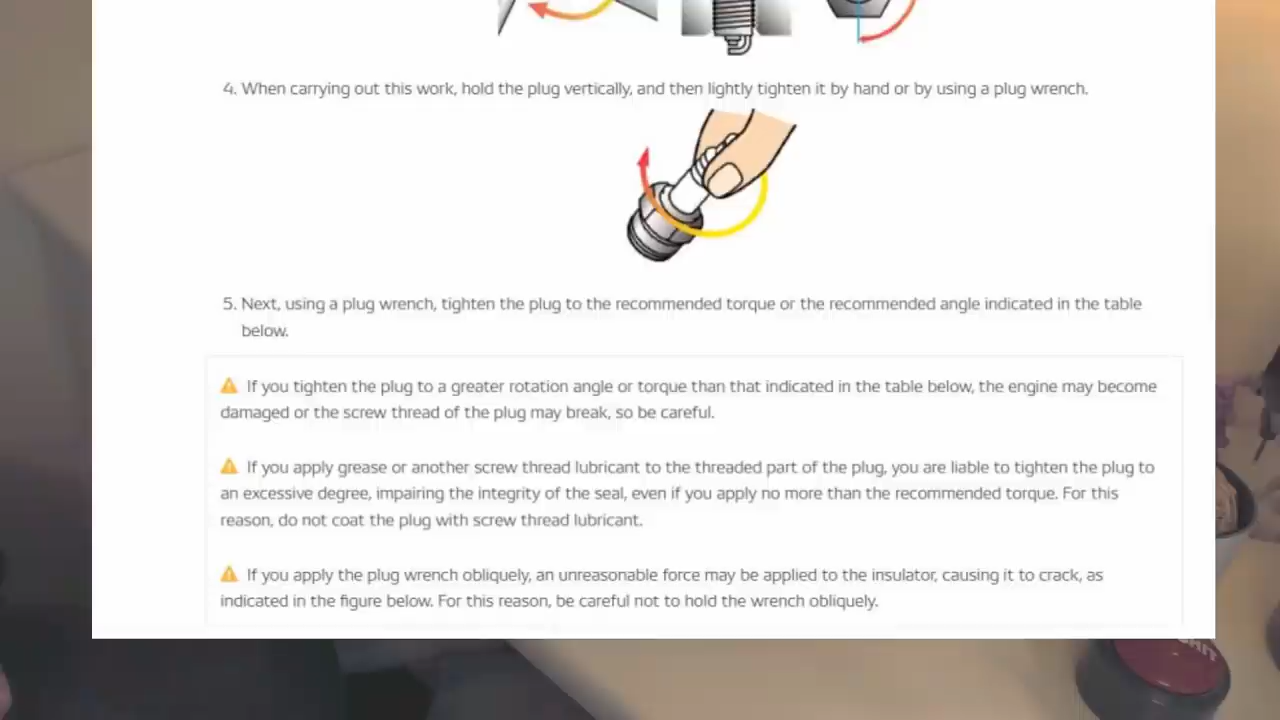 4. When carrying out this work, hold the plug vertically, and then lightly tighten it by hand or by using a plug wrench.
5. Next, using a plug wrench, tighten the plug to the recommended torque or the recommended angle indicated in the table
below.
If you tighten the plug to a greater rotation angle or torque than that indicated in the table below, the engine may become
damaged or the screw thread of the plug may break, so be careful.
If you apply grease or another screw thread lubricant to the threaded part of the plug, you are liable to tighten the plug to
an excessive degree, impairing the integrity of the seal, even if you apply no more than the recommended torque. For this
reason, do not coat the plug with screw thread lubricant.
If you apply the plug wrench obliquely, an unreasonable force may be applied to the insulator, causing it to crack, as
indicated in the figure below. For this reason, be careful not to hold the wrench obliquely.